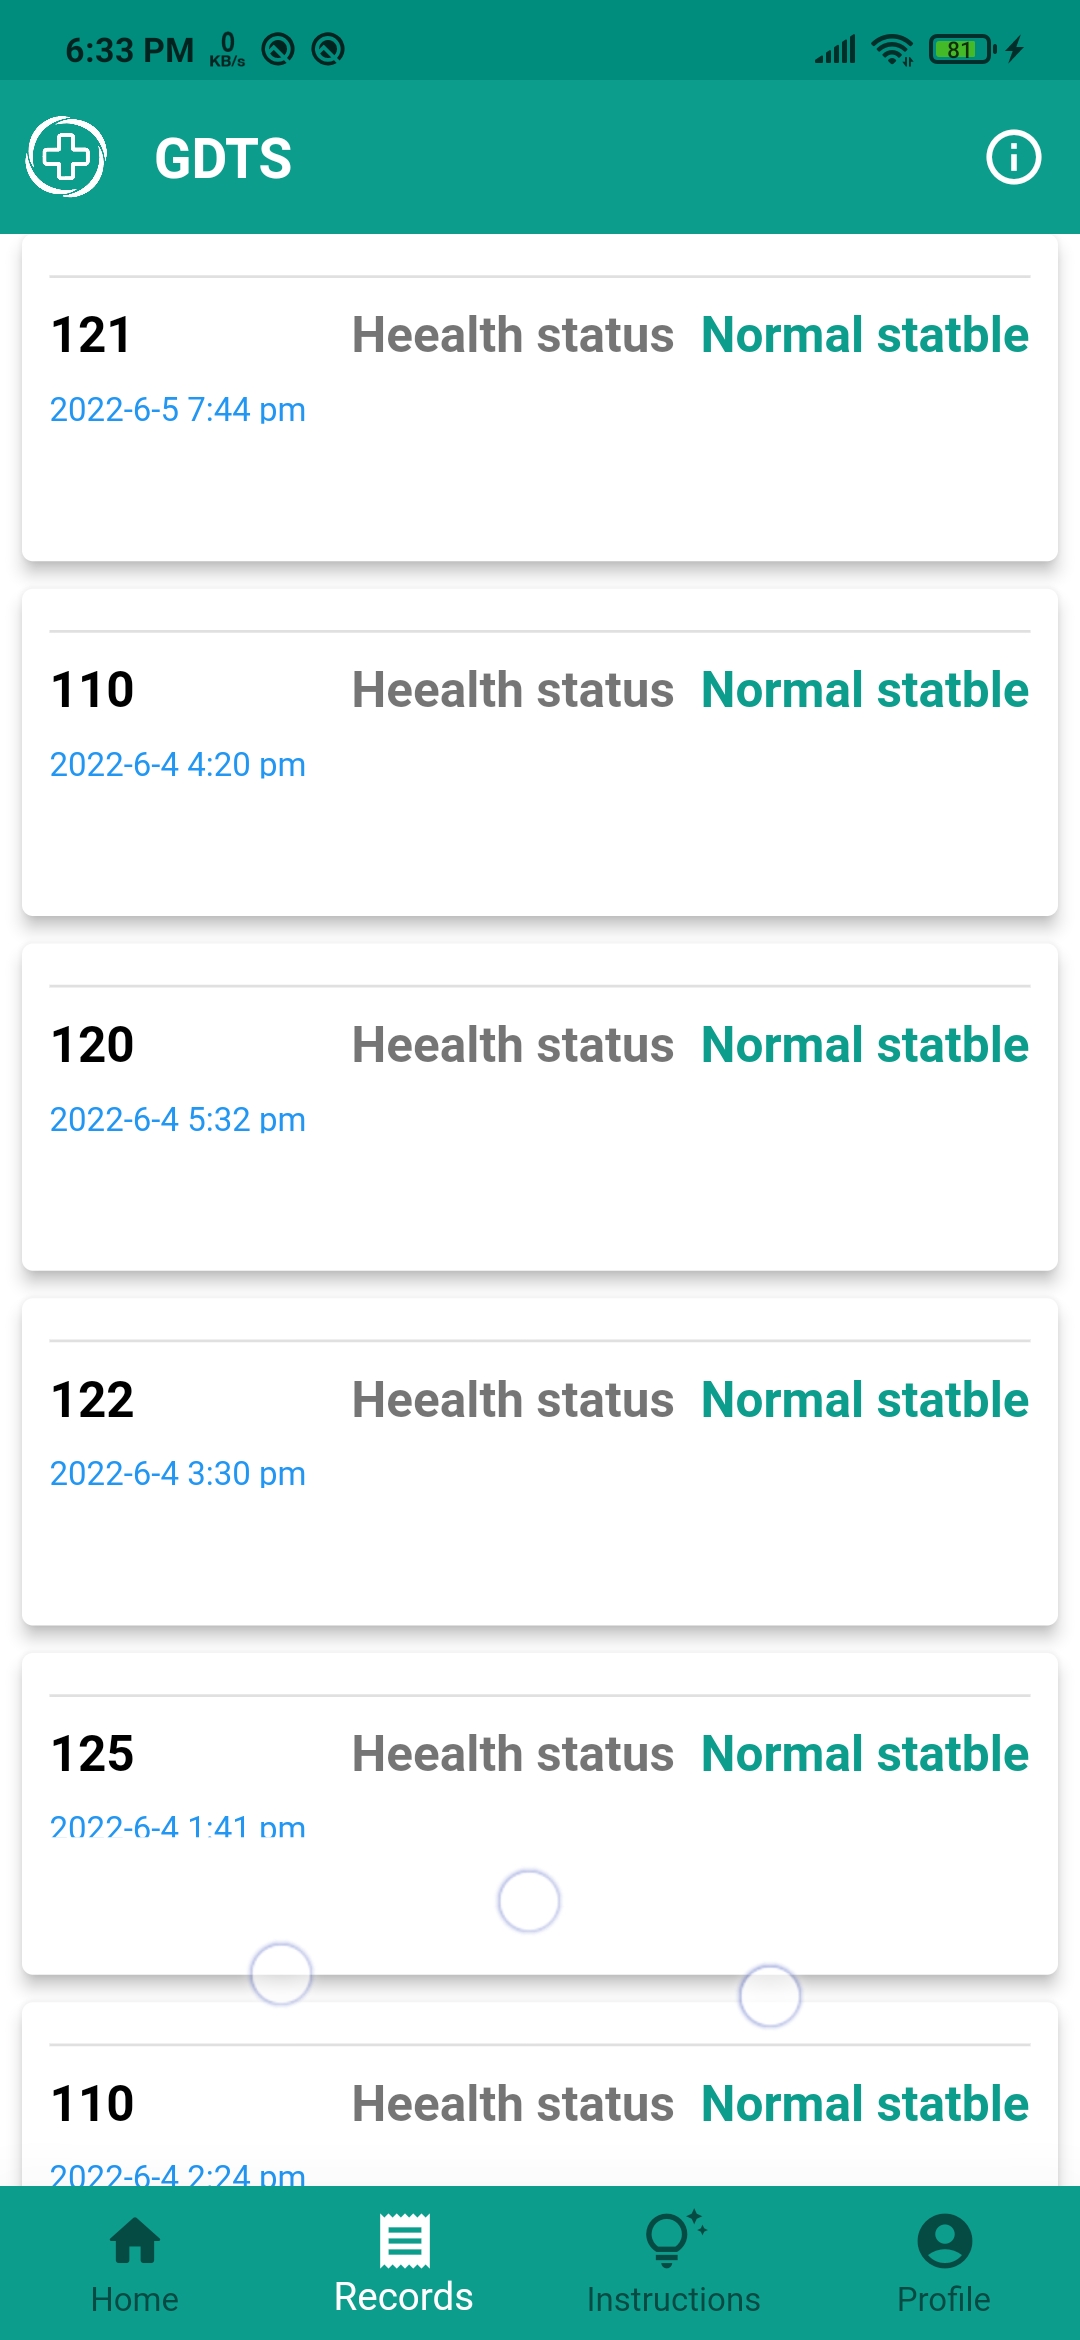 6:33 PM 0 KB/s 81
GDTS
121 Heealth status Normal statble
2022-6-5 7:44 pm
110 Heealth status Normal statble
2022-6-4 4:20 pm
120 Heealth status Normal statble
2022-6-4 5:32 pm
122 Heealth status Normal statble
2022-6-4 3:30 pm
125 Heealth status Normal statble
2022-6-4 1:41 pm
110 Heealth status Normal statble
2022-6-4 2:24 pm
Home Records Instructions Profile